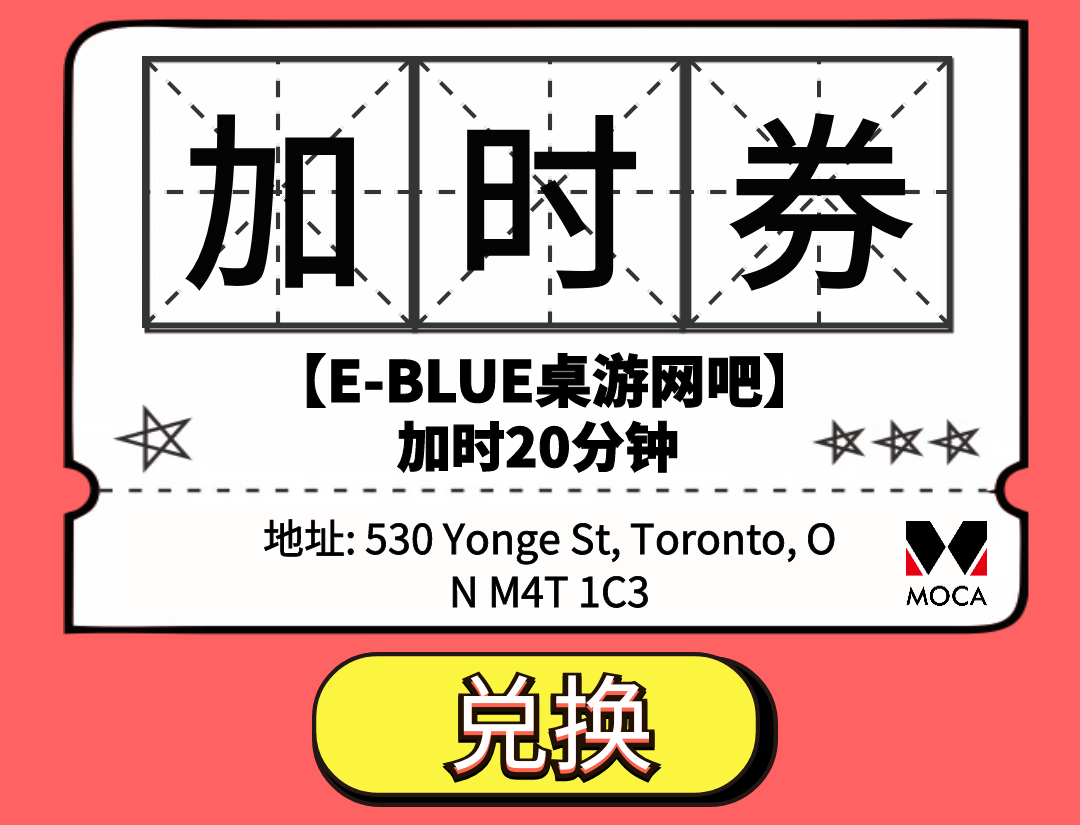 加时券
【E-BLUE桌游网吧】
加时20分钟
地址: 530 Yonge St, Toronto, O
N M4T 1C3
MOCA
兑换